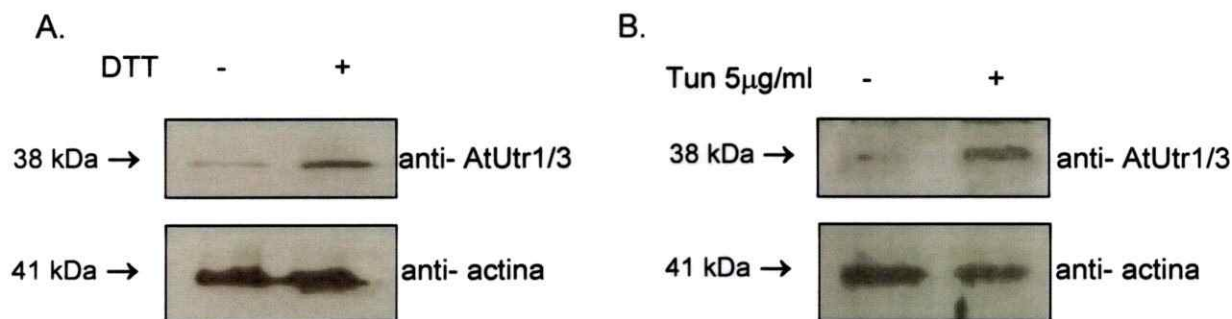 A.
DTT - +
38 kDa → anti- AtUtr1/3
41 kDa → anti- actina
B.
Tun 5µg/ml - +
38 kDa → anti- AtUtr1/3
41 kDa → anti- actina